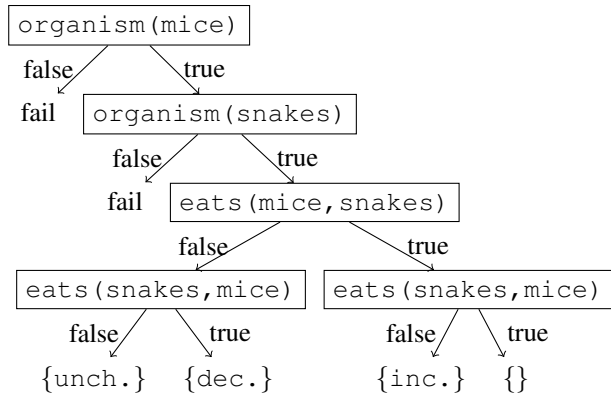 organism(mice)
false true
fail organism(snakes)
false true
fail eats(mice,snakes)
false true
eats(snakes,mice) eats(snakes,mice)
false true false true
{unch.} {dec.} {inc.} {}